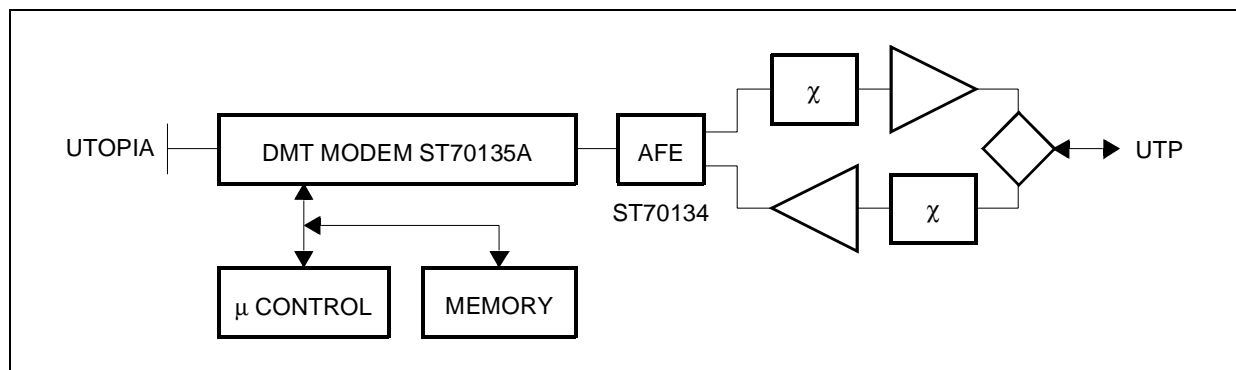 χ
UTOPIA
DMT MODEM ST70135A
AFE
UTP
ST70134
χ
μ CONTROL
MEMORY